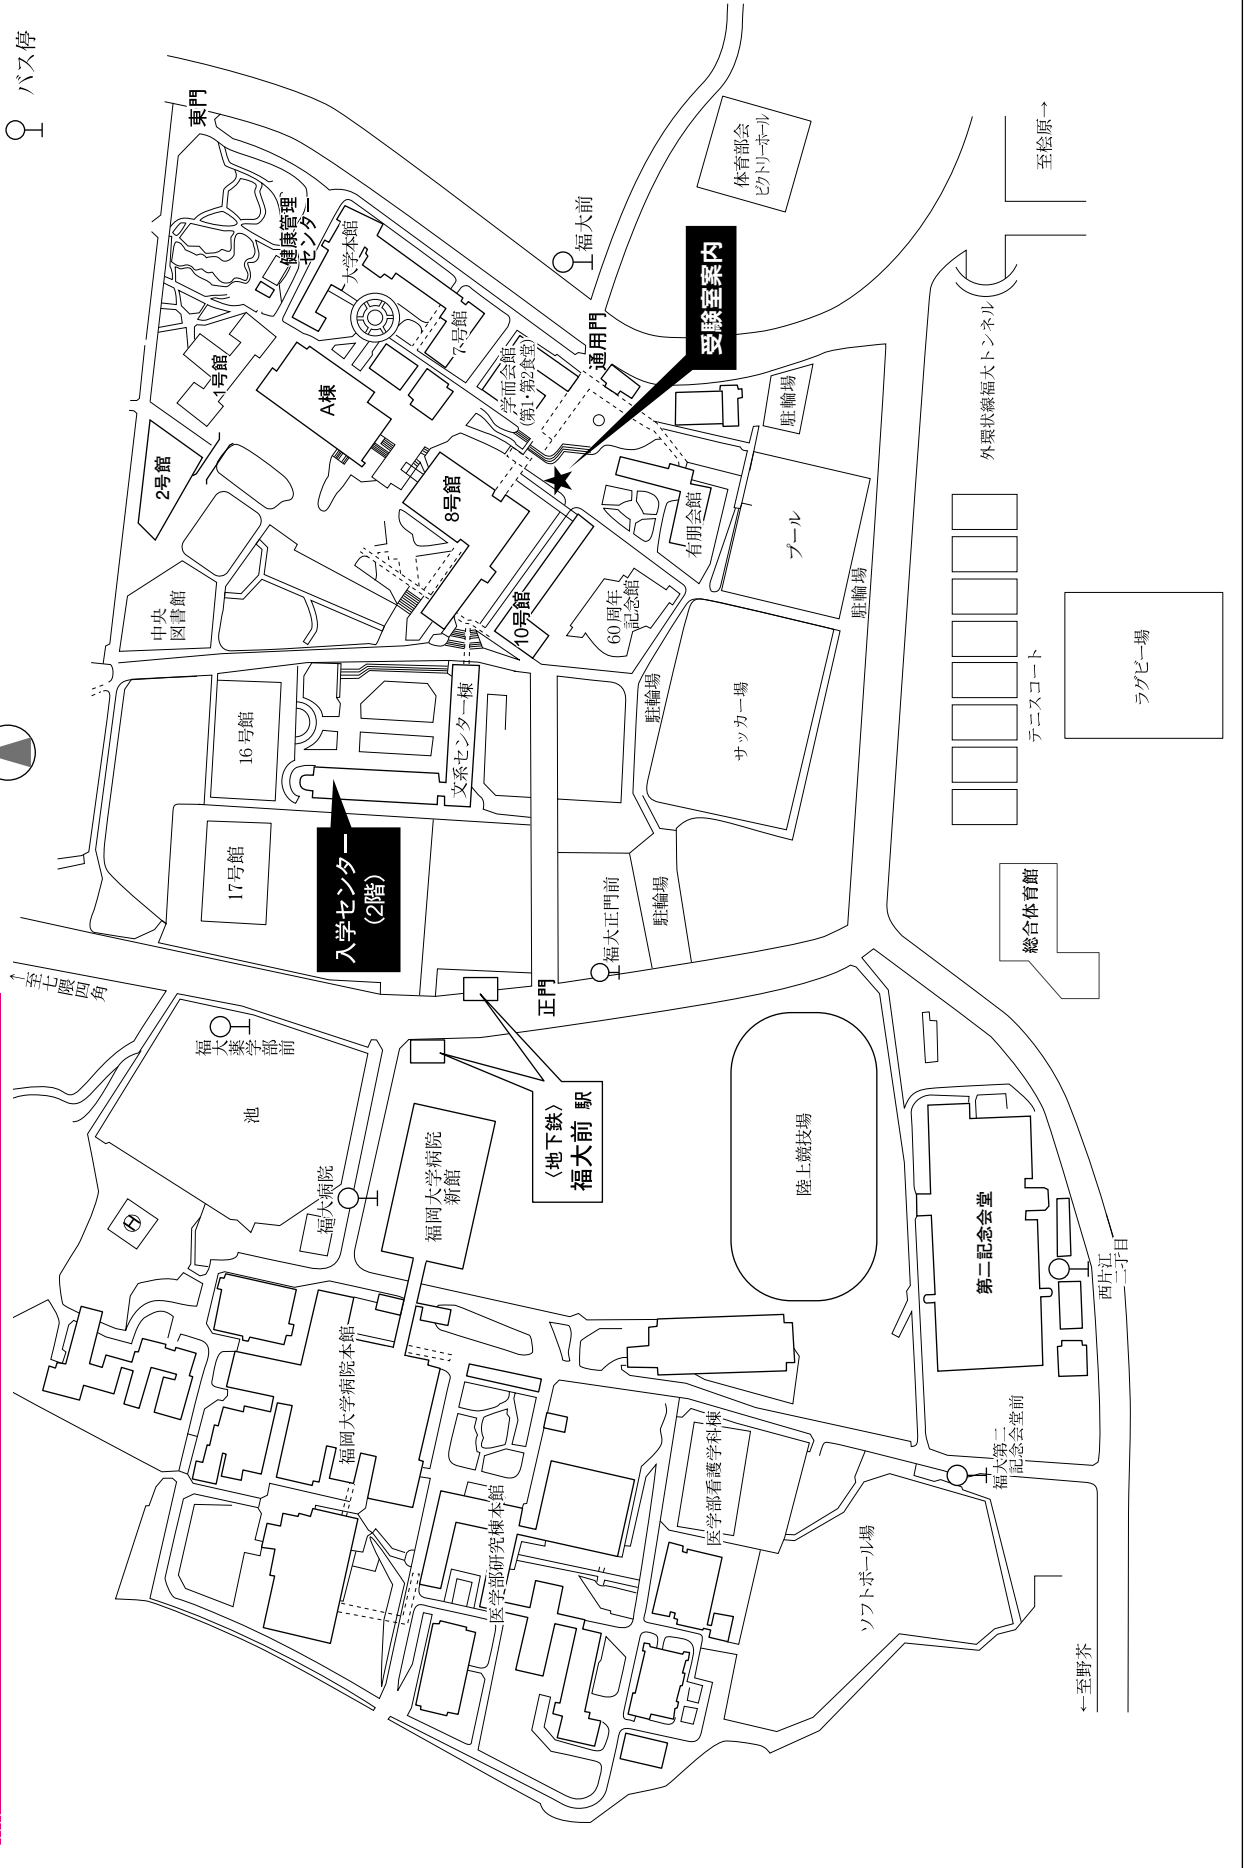 バス停
東門
健康管理
センター
大学本館
1号館
2号館
A棟
7号館
学而会館
(第1・第2食堂)
通用門
福大前
体育部会
ビクトリーホール
受験室案内
至桧原→
8号館
有朋会館
駐輪場
プール
駐輪場
外環状線福大トンネル
中央
図書館
10号館
60周年
記念館
サッカー場
駐輪場
駐輪場
テニスコート
ラグビー場
16号館
17号館
文系センター棟
入学センター
(2階)
福大正門前
正門
総合体育館
←至七隈四角
福大薬学部前
池
福大病院
福岡大学病院
新館
〈地下鉄〉
福大前 駅
陸上競技場
第二記念会堂
西片江
二丁目
H
福岡大学病院本館
医学部研究棟本館
医学部看護学科棟
福大第二
記念会堂前
ソフトボール場
←至野芥